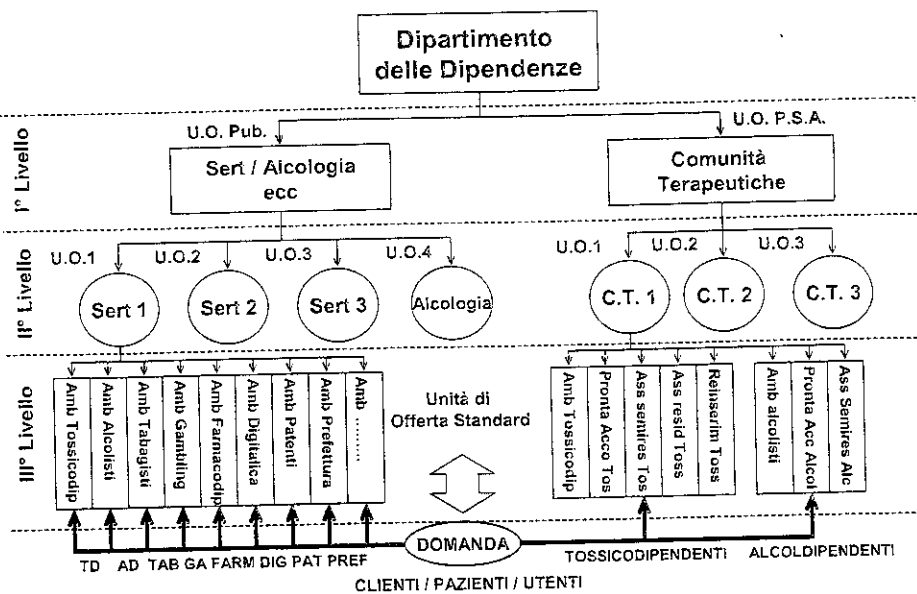 Dipartimento
delle Dipendenze
I° Livello
U.O. Pub.
U.O. P.S.A.
Sert / Alcologia
ecc
Comunità
Terapeutiche
II° Livello
U.O.1
U.O.2
U.O.3
U.O.4
U.O.1
U.O.2
U.O.3
Sert 1
Sert 2
Sert 3
Alcologia
C.T. 1
C.T. 2
C.T. 3
III° Livello
Amb Tossicodip
Amb Alcolisti
Amb Tabagisti
Amb Gambling
Amb Farmacodip
Amb Digitalica
Amb Patenti
Amb Prefettura
Amb .........
Unità di
Offerta Standard
Amb Tossicodip
Pronta Acco Tos
Ass semires Tos
Ass resid Toss
Reinserim Toss
Amb alcolisti
Pronta Acc Alcol
Ass Semires Alc
DOMANDA
TD AD TAB GA FARM DIG PAT PREF
TOSSICODIPENDENTI
ALCOLDIPENDENTI
CLIENTI / PAZIENTI / UTENTI